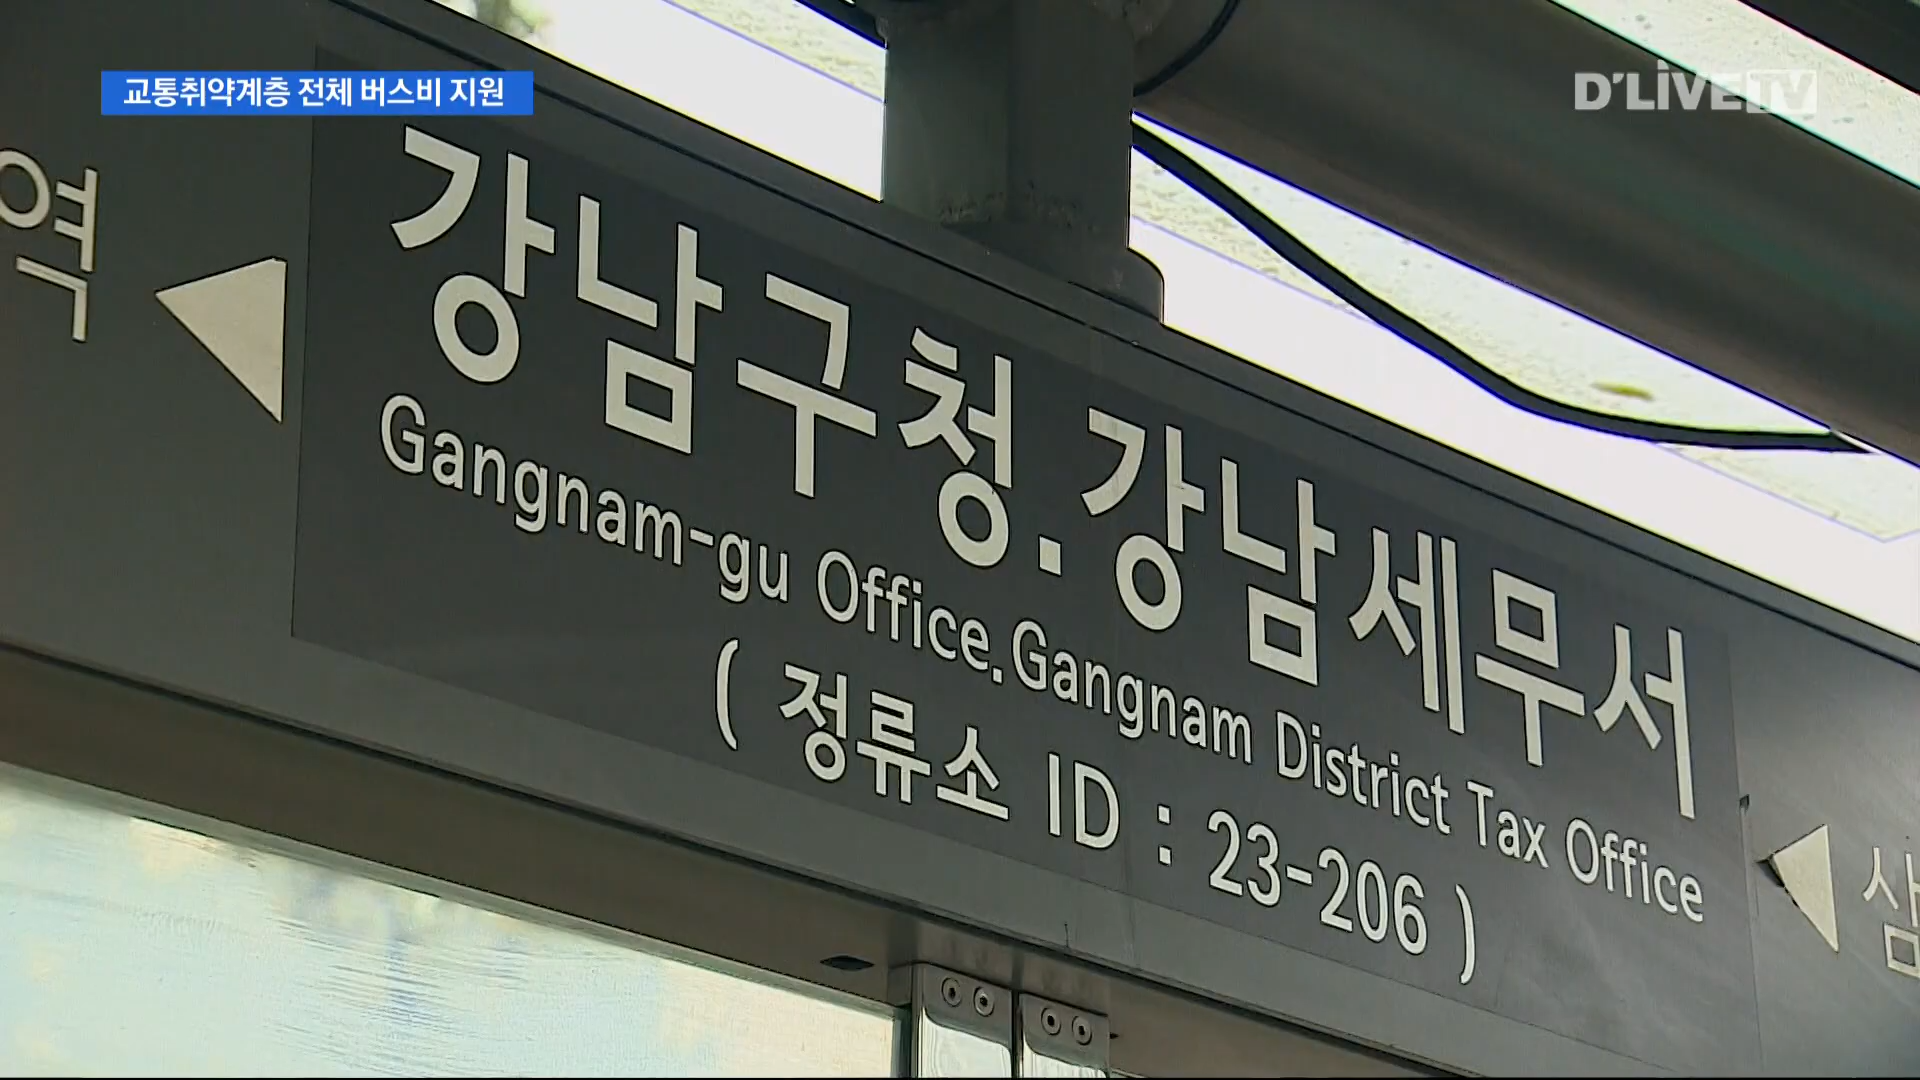 교통취약계층 전체 버스비 지원
D'LIVE TV
역
강남구청.강남세무서
Gangnam-gu Office.Gangnam District Tax Office
( 정류소 ID : 23-206 )
삼